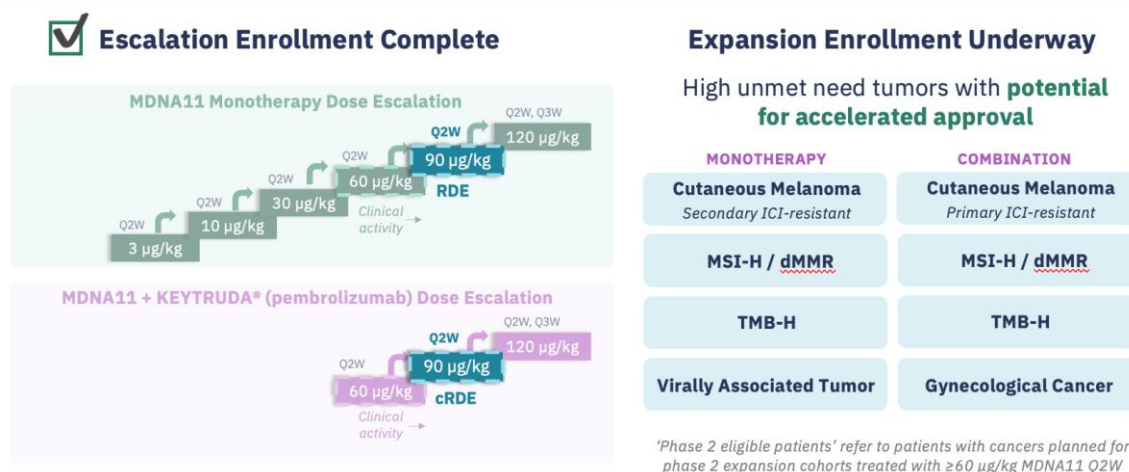 Escalation Enrollment Complete
MDNA11 Monotherapy Dose Escalation
Q2W
3 µg/kg
Q2W
10 µg/kg
Q2W
30 µg/kg
Q2W
60 µg/kg
Clinical
activity
Q2W
90 µg/kg
RDE
Q2W, Q3W
120 µg/kg
MDNA11 + KEYTRUDA® (pembrolizumab) Dose Escalation
Q2W
60 µg/kg
Clinical
activity
Q2W
90 µg/kg
cRDE
Q2W, Q3W
120 µg/kg
Expansion Enrollment Underway
High unmet need tumors with potential
for accelerated approval
MONOTHERAPY
Cutaneous Melanoma
Secondary ICI-resistant
MSI-H / dMMR
TMB-H
Virally Associated Tumor
COMBINATION
Cutaneous Melanoma
Primary ICI-resistant
MSI-H / dMMR
TMB-H
Gynecological Cancer
'Phase 2 eligible patients' refer to patients with cancers planned for
phase 2 expansion cohorts treated with ≥60 µg/kg MDNA11 Q2W